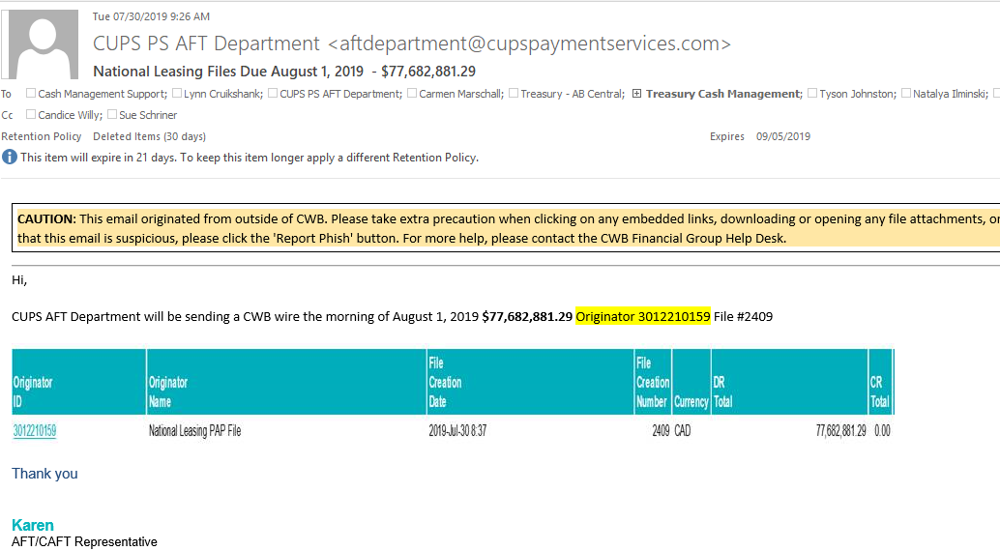 Tue 07/30/2019 9:26 AM
CUPS PS AFT Department <aftdepartment@cupspaymentservices.com>
National Leasing Files Due August 1, 2019 - $77,682,881.29
To Cash Management Support; Lynn Cruikshank; CUPS PS AFT Department; Carmen Marschall; Treasury - AB Central; Treasury Cash Management; Tyson Johnston; Natalya Ilminski;
Cc Candice Willy; Sue Schriner
Retention Policy Deleted Items (30 days) Expires 09/05/2019
This item will expire in 21 days. To keep this item longer apply a different Retention Policy.
CAUTION: This email originated from outside of CWB. Please take extra precaution when clicking on any embedded links, downloading or opening any file attachments, or
that this email is suspicious, please click the 'Report Phish' button. For more help, please contact the CWB Financial Group Help Desk.
Hi,
CUPS AFT Department will be sending a CWB wire the morning of August 1, 2019 $77,682,881.29 Originator 3012210159 File #2409
File File
Originator Originator Creation Creation DR CR
ID Name Date Number Currency Total Total
3012210159 National Leasing PAP File 2019-Jul-30 8:37 2409 CAD 77,682,881.29 0.00
Thank you
Karen
AFT/CAFT Representative